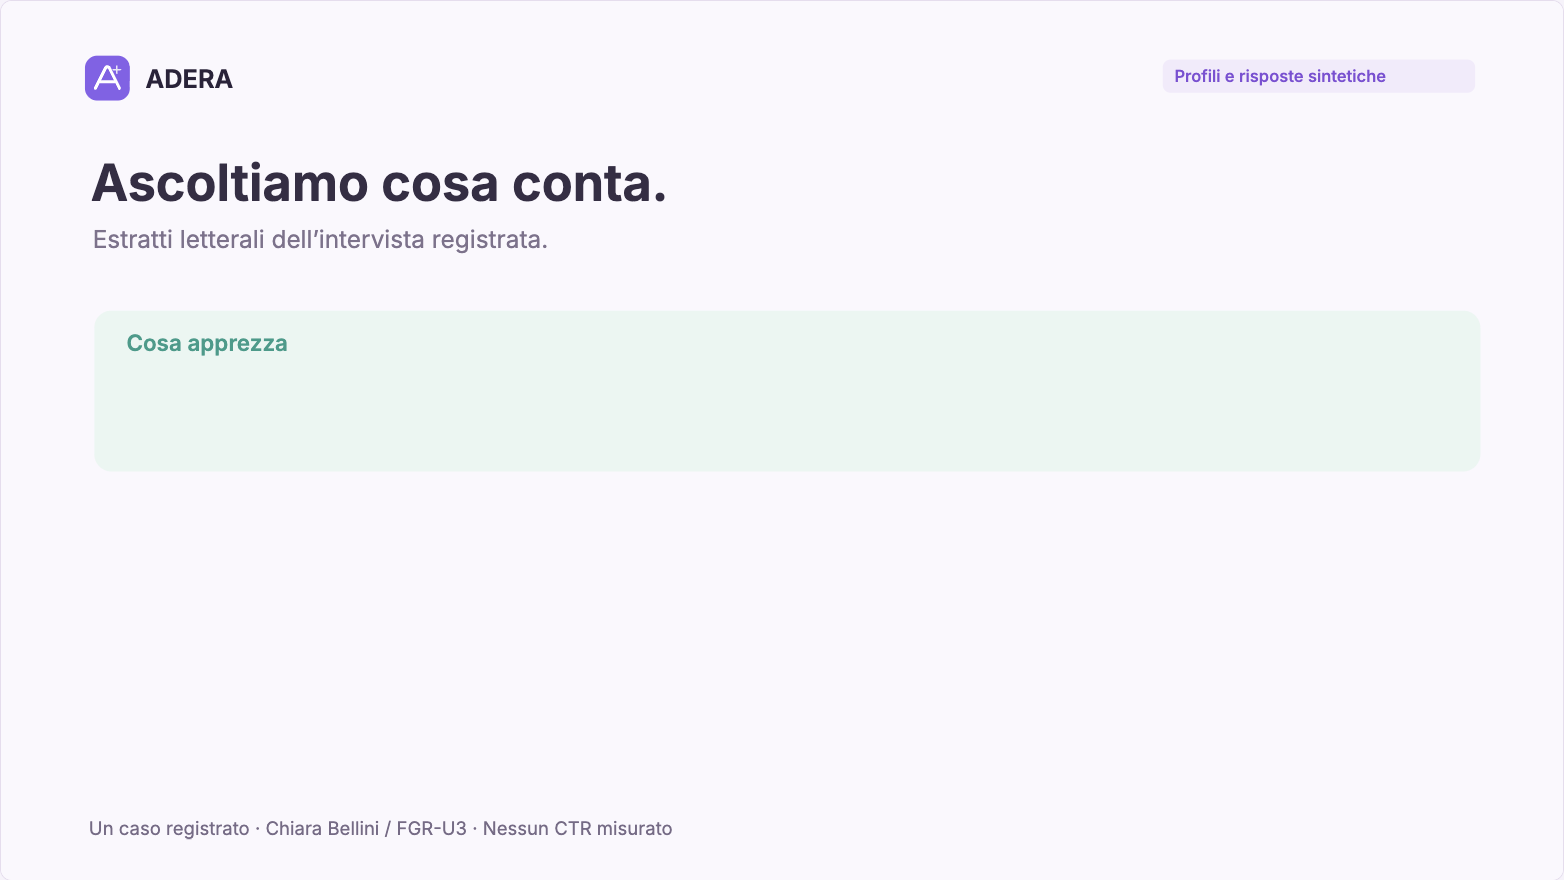 ADERA
Profili e risposte sintetiche
Ascoltiamo cosa conta.
Estratti letterali dell’intervista registrata.
Cosa apprezza
Un caso registrato · Chiara Bellini / FGR-U3 · Nessun CTR misurato